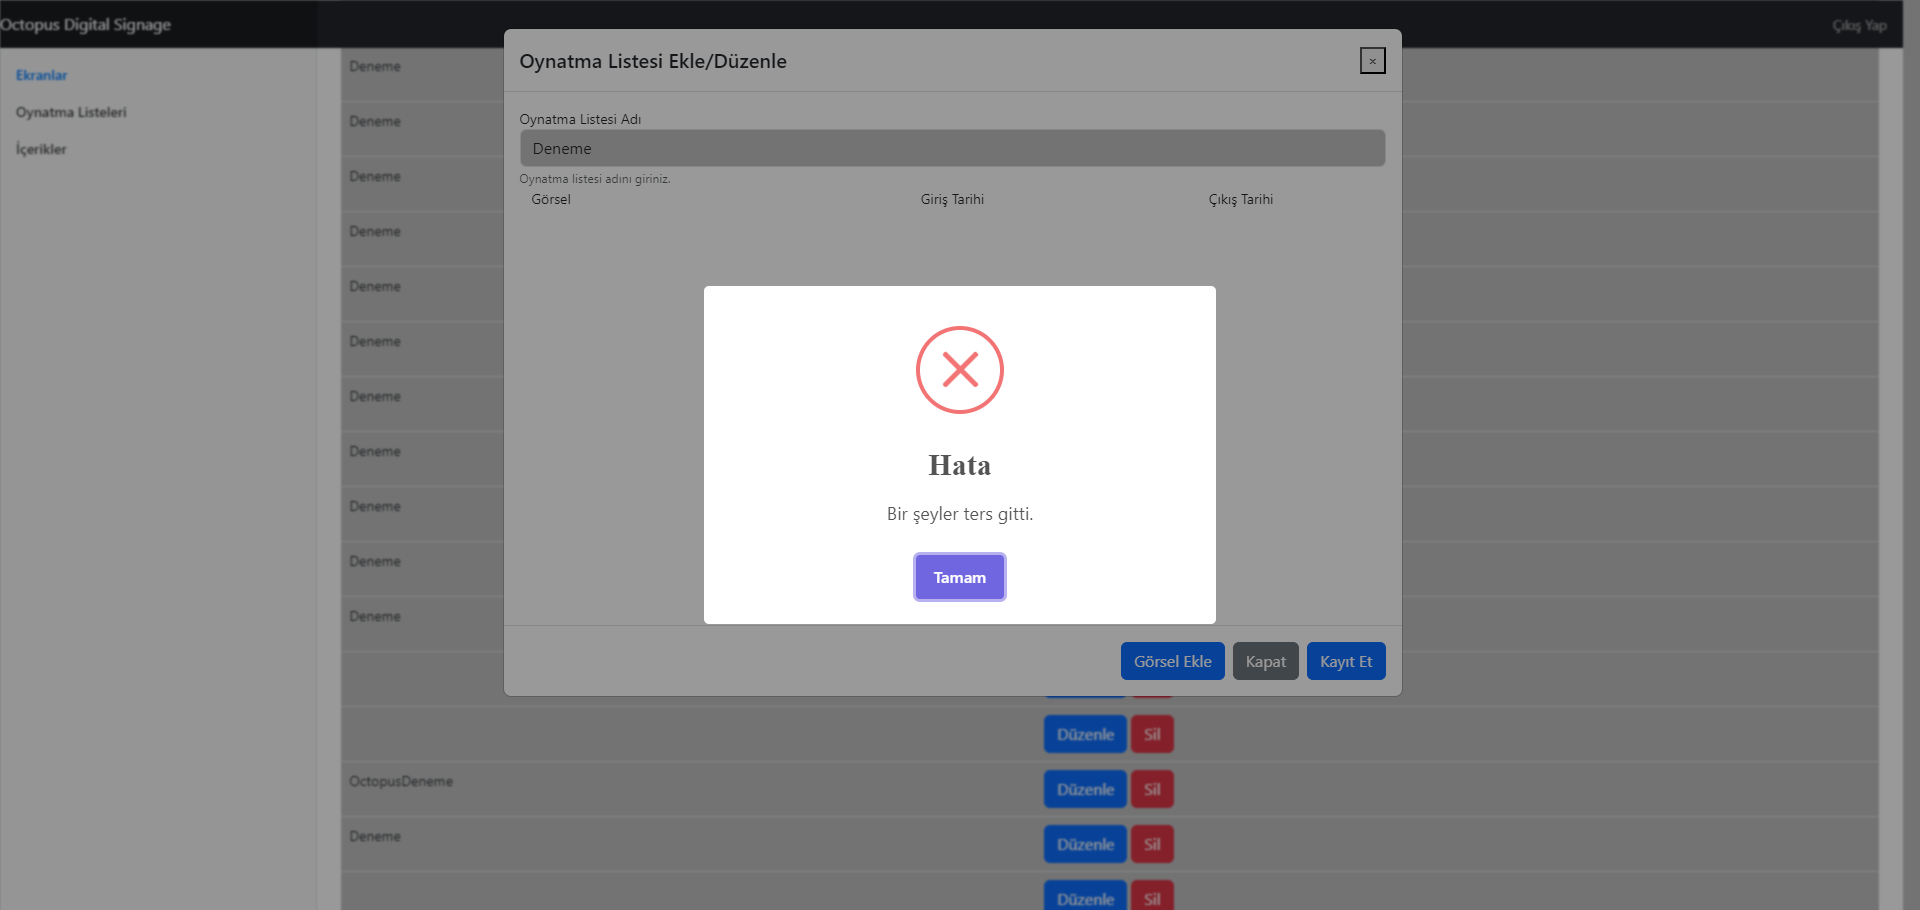 Octopus Digital Signage
Çıkış Yap
Ekranlar
Oynatma Listeleri
İçerikler
Deneme
Deneme
Deneme
Deneme
Deneme
Deneme
Deneme
Deneme
Deneme
Deneme
Deneme
Oynatma Listesi Ekle/Düzenle
×
Oynatma Listesi Adı
Deneme
Oynatma listesi adını giriniz.
Görsel Giriş Tarihi Çıkış Tarihi
Hata
Bir şeyler ters gitti.
Tamam
Görsel Ekle Kapat Kayıt Et
Düzenle Sil
OctopusDeneme Düzenle Sil
Deneme Düzenle Sil
Düzenle Sil